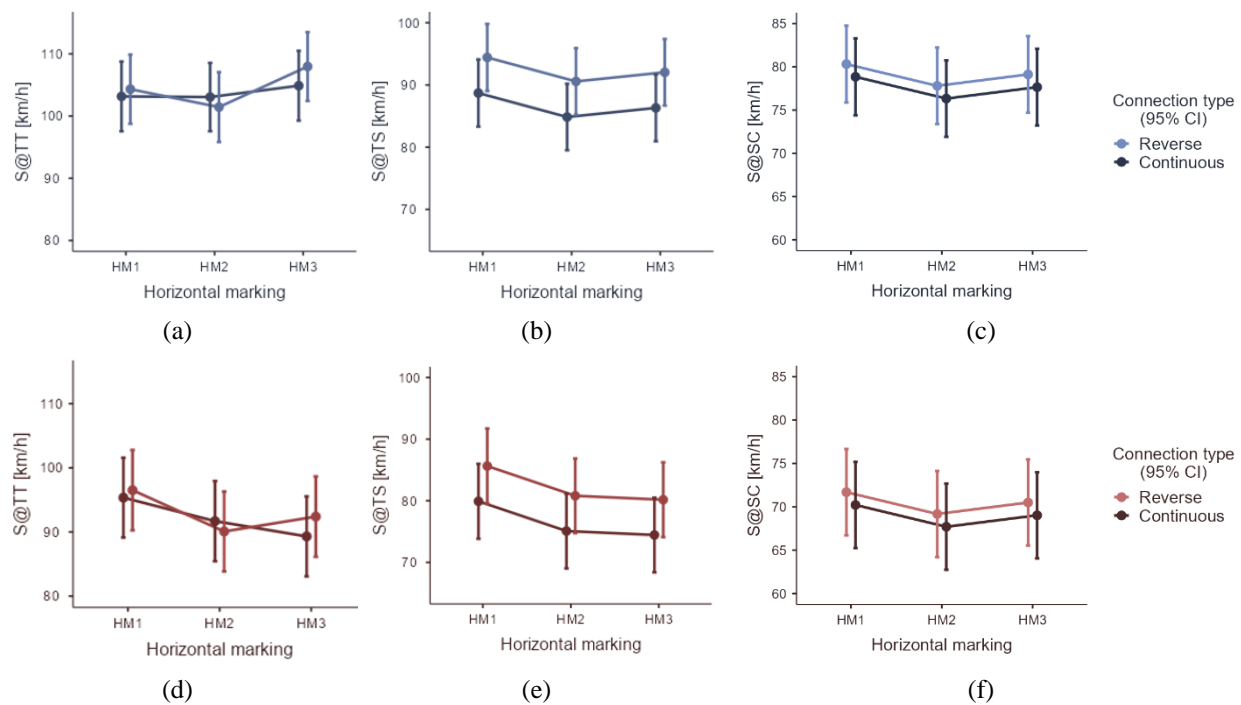 S@TT [km/h]
110
100
90
80
HM1 HM2 HM3
Horizontal marking
(a)
S@TS [km/h]
100
90
80
70
HM1 HM2 HM3
Horizontal marking
(b)
S@SC [km/h]
85
80
75
70
65
60
HM1 HM2 HM3
Horizontal marking
(c)
Connection type
(95% CI)
Reverse
Continuous
S@TT [km/h]
110
100
90
80
HM1 HM2 HM3
Horizontal marking
(d)
S@TS [km/h]
100
90
80
70
HM1 HM2 HM3
Horizontal marking
(e)
S@SC [km/h]
85
80
75
70
65
60
HM1 HM2 HM3
Horizontal marking
(f)
Connection type
(95% CI)
Reverse
Continuous